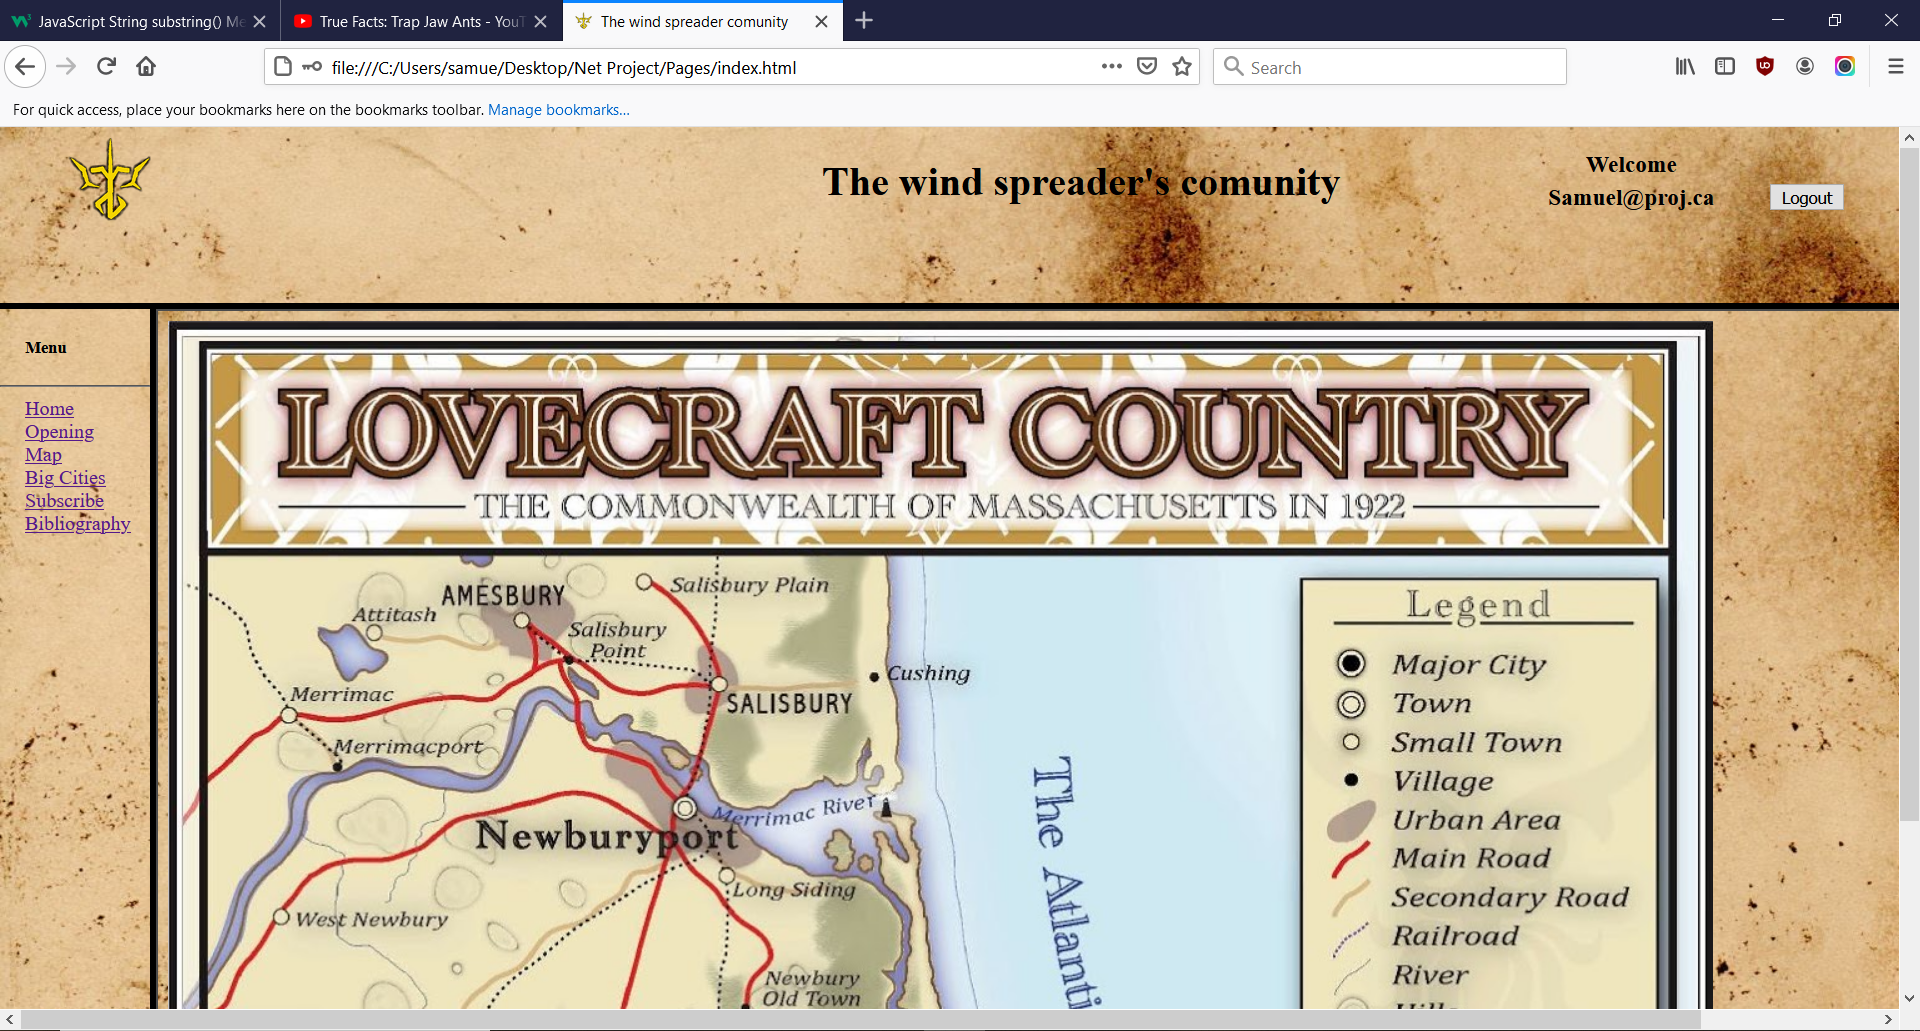 JavaScript String substring() Me
True Facts: Trap Jaw Ants - YouT
The wind spreader comunity
file:///C:/Users/samue/Desktop/Net Project/Pages/index.html
Search
For quick access, place your bookmarks here on the bookmarks toolbar. Manage bookmarks...
The wind spreader's comunity
Welcome
Samuel@proj.ca
Logout
Menu
Home
Opening
Map
Big Cities
Subscribe
Bibliography
LOVECRAFT COUNTRY
THE COMMONWEALTH OF MASSACHUSETTS IN 1922
AMESBURY
Attitash
Salisbury Plain
Salisbury
Point
Cushing
Merrimac
SALISBURY
Merrimacport
Merrimac River
Newburyport
Long Siding
West Newbury
Newbury
Old Town
The Atlanti
Legend
Major City
Town
Small Town
Village
Urban Area
Main Road
Secondary Road
Railroad
River